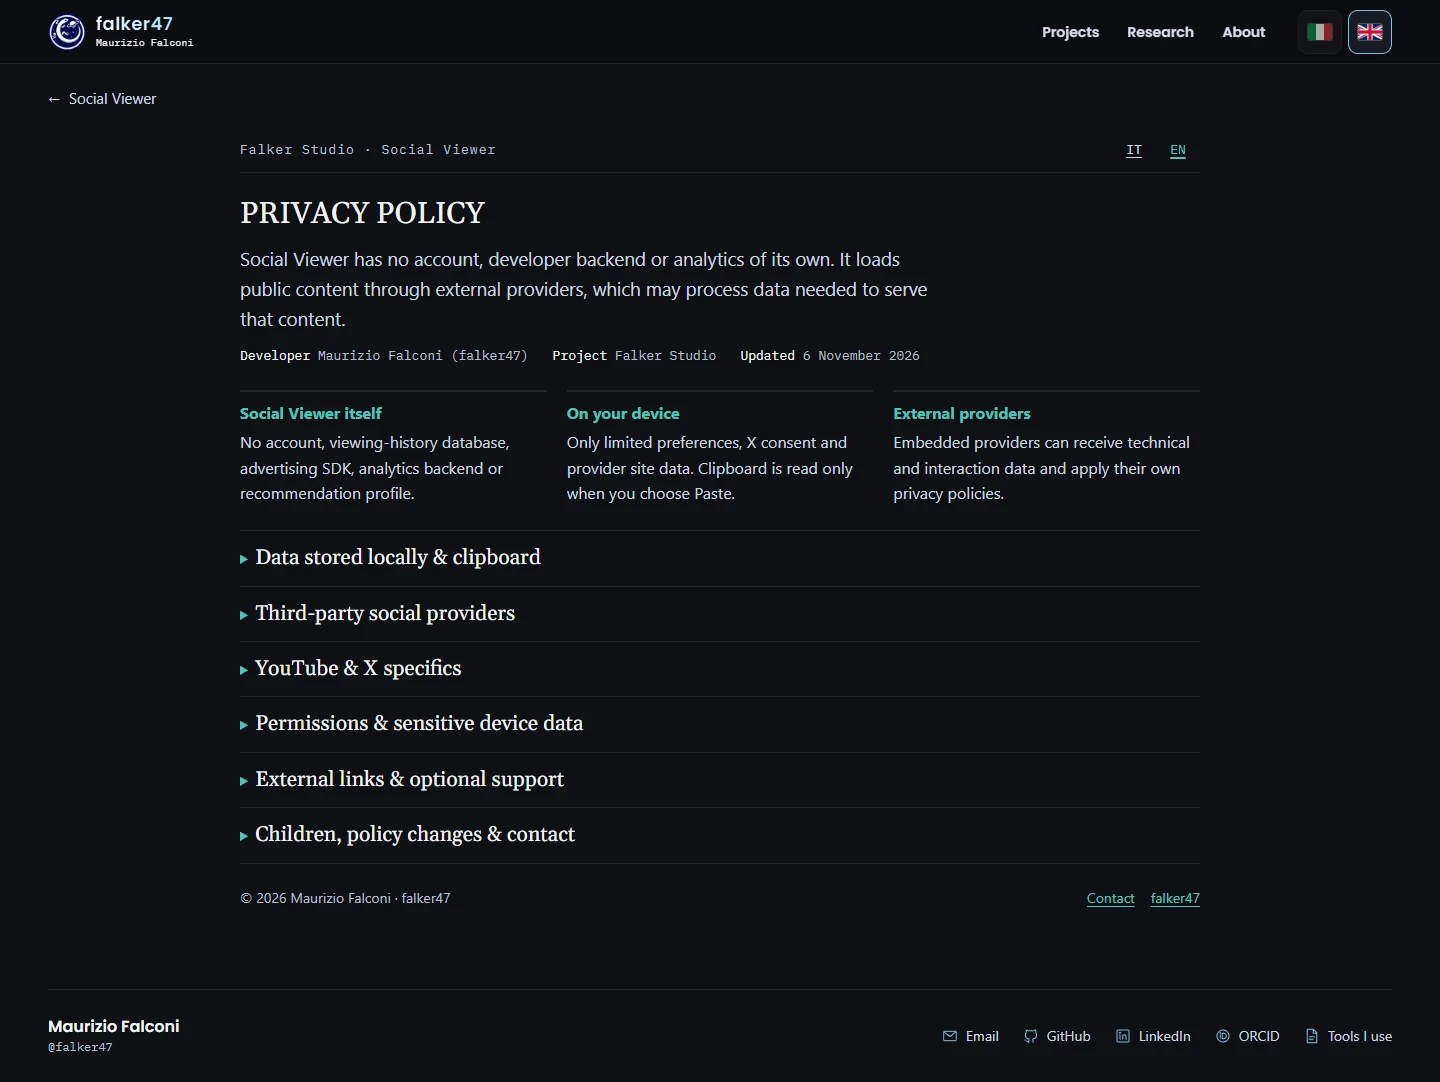 falker47
Maurizio Falconi
Projects
Research
About
← Social Viewer
Falker Studio · Social Viewer
IT
EN
PRIVACY POLICY
Social Viewer has no account, developer backend or analytics of its own. It loads
public content through external providers, which may process data needed to serve
that content.
Developer Maurizio Falconi (falker47) Project Falker Studio Updated 6 November 2026
Social Viewer itself
No account, viewing-history database,
advertising SDK, analytics backend or
recommendation profile.
On your device
Only limited preferences, X consent and
provider site data. Clipboard is read only
when you choose Paste.
External providers
Embedded providers can receive technical
and interaction data and apply their own
privacy policies.
Data stored locally & clipboard
Third-party social providers
YouTube & X specifics
Permissions & sensitive device data
External links & optional support
Children, policy changes & contact
© 2026 Maurizio Falconi · falker47
Contact
falker47
Maurizio Falconi
@falker47
Email
GitHub
LinkedIn
ORCID
Tools I use